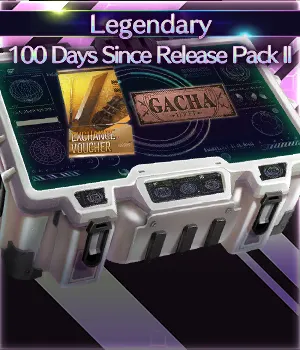 Legendary
100 Days Since Release Pack II
GACHA
EXCHANGE
VOUCHER